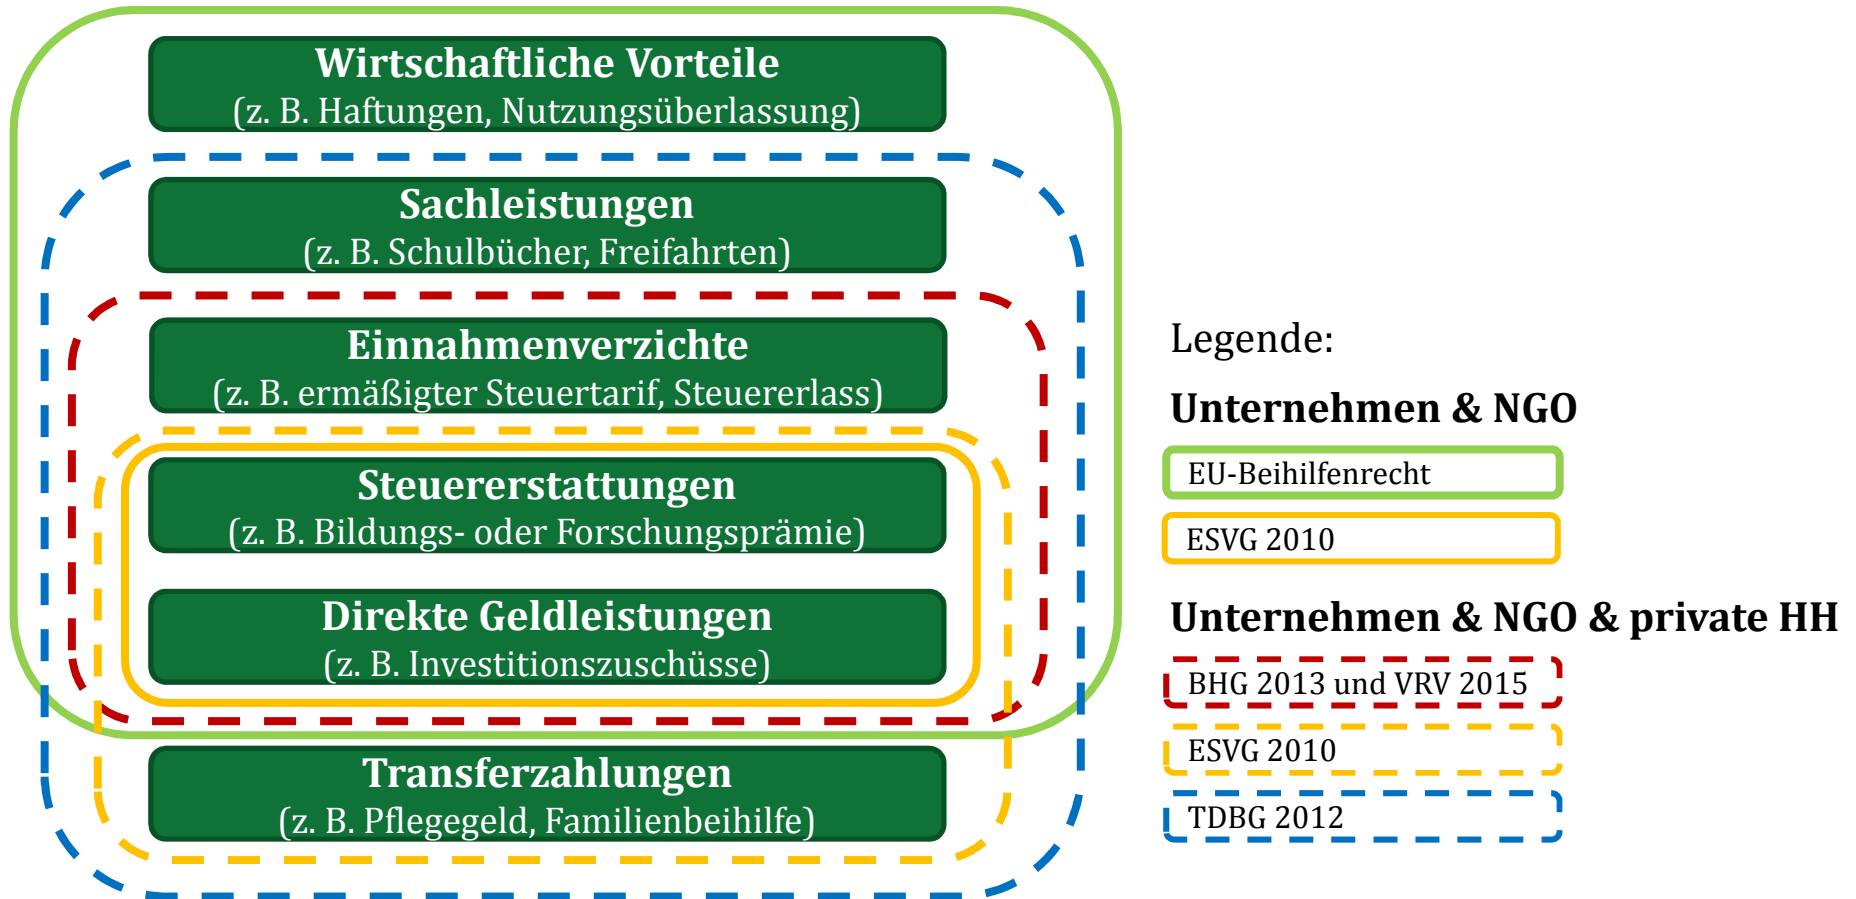 Wirtschaftliche Vorteile
(z. B. Haftungen, Nutzungsüberlassung)
Sachleistungen
(z. B. Schulbücher, Freifahrten)
Einnahmenverzichte
(z. B. ermäßigter Steuertarif, Steuererlass)
Steuererstattungen
(z. B. Bildungs- oder Forschungsprämie)
Direkte Geldleistungen
(z. B. Investitionszuschüsse)
Transferzahlungen
(z. B. Pflegegeld, Familienbeihilfe)
Legende:
Unternehmen & NGO
EU-Beihilfenrecht
ESVG 2010
Unternehmen & NGO & private HH
BHG 2013 und VRV 2015
ESVG 2010
TDBG 2012